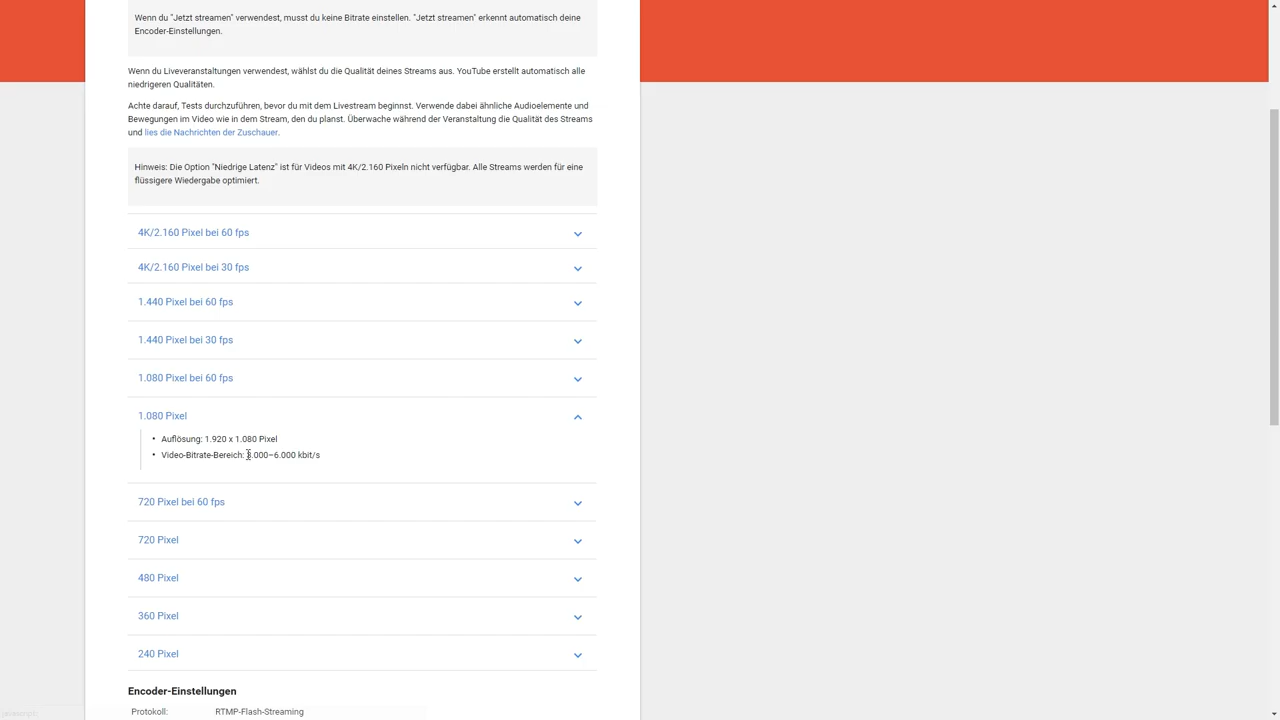 Wenn du "Jetzt streamen" verwendest, musst du keine Bitrate einstellen. "Jetzt streamen" erkennt automatisch deine
Encoder-Einstellungen.
Wenn du Liveveranstaltungen verwendest, wählst du die Qualität deines Streams aus. YouTube erstellt automatisch alle
niedrigeren Qualitäten.
Achte darauf, Tests durchzuführen, bevor du mit dem Livestream beginnst. Verwende dabei ähnliche Audioelemente und
Bewegungen im Video wie in dem Stream, den du planst. Überwache während der Veranstaltung die Qualität des Streams
und lies die Nachrichten der Zuschauer.
Hinweis: Die Option "Niedrige Latenz" ist für Videos mit 4K/2.160 Pixeln nicht verfügbar. Alle Streams werden für eine
flüssigere Wiedergabe optimiert.
4K/2.160 Pixel bei 60 fps
4K/2.160 Pixel bei 30 fps
1.440 Pixel bei 60 fps
1.440 Pixel bei 30 fps
1.080 Pixel bei 60 fps
1.080 Pixel
• Auflösung: 1.920 x 1.080 Pixel
• Video-Bitrate-Bereich: .000–6.000 kbit/s
720 Pixel bei 60 fps
720 Pixel
480 Pixel
360 Pixel
240 Pixel
Encoder-Einstellungen
Protokoll: RTMP-Flash-Streaming